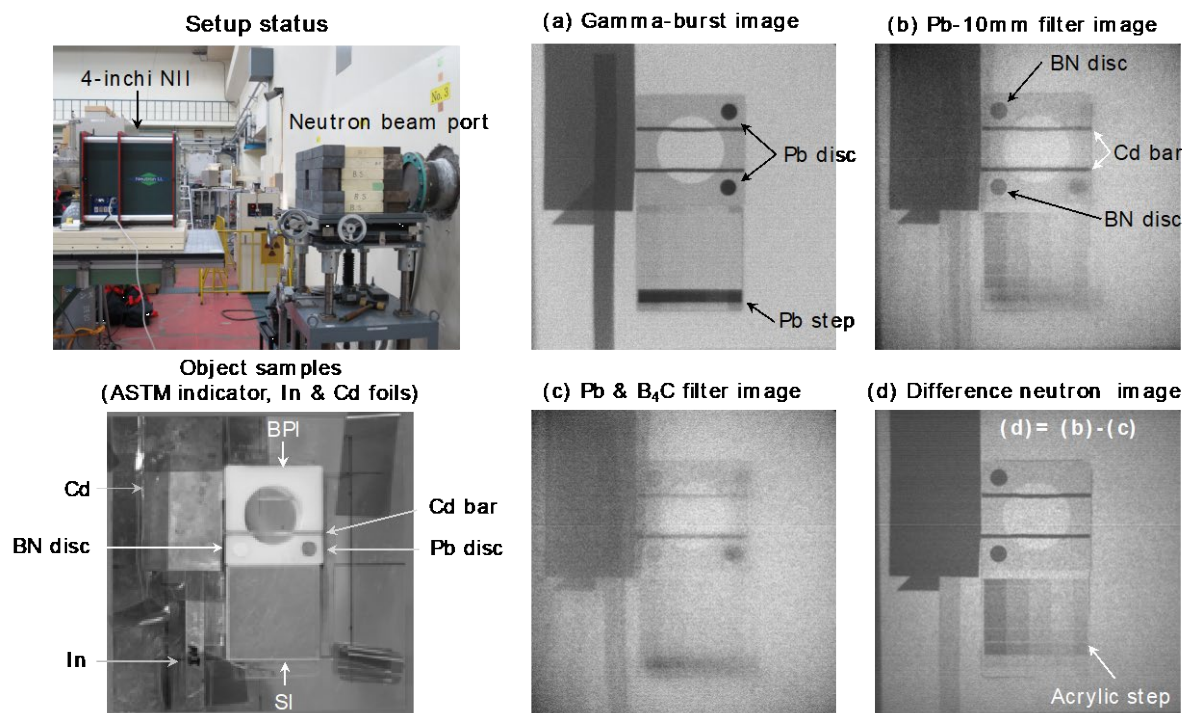 Setup status
4-inchi NII
Neutron beam port
No. 3
(a) Gamma-burst image
Pb disc
Pb step
(b) Pb-10mm filter image
BN disc
Cd bar
BN disc
Object samples
(ASTM indicator, In & Cd foils)
BPI
Cd
Cd bar
BN disc
Pb disc
In
SI
(c) Pb & B₄C filter image
(d) Difference neutron image
(d)= (b)-(c)
Acrylic step